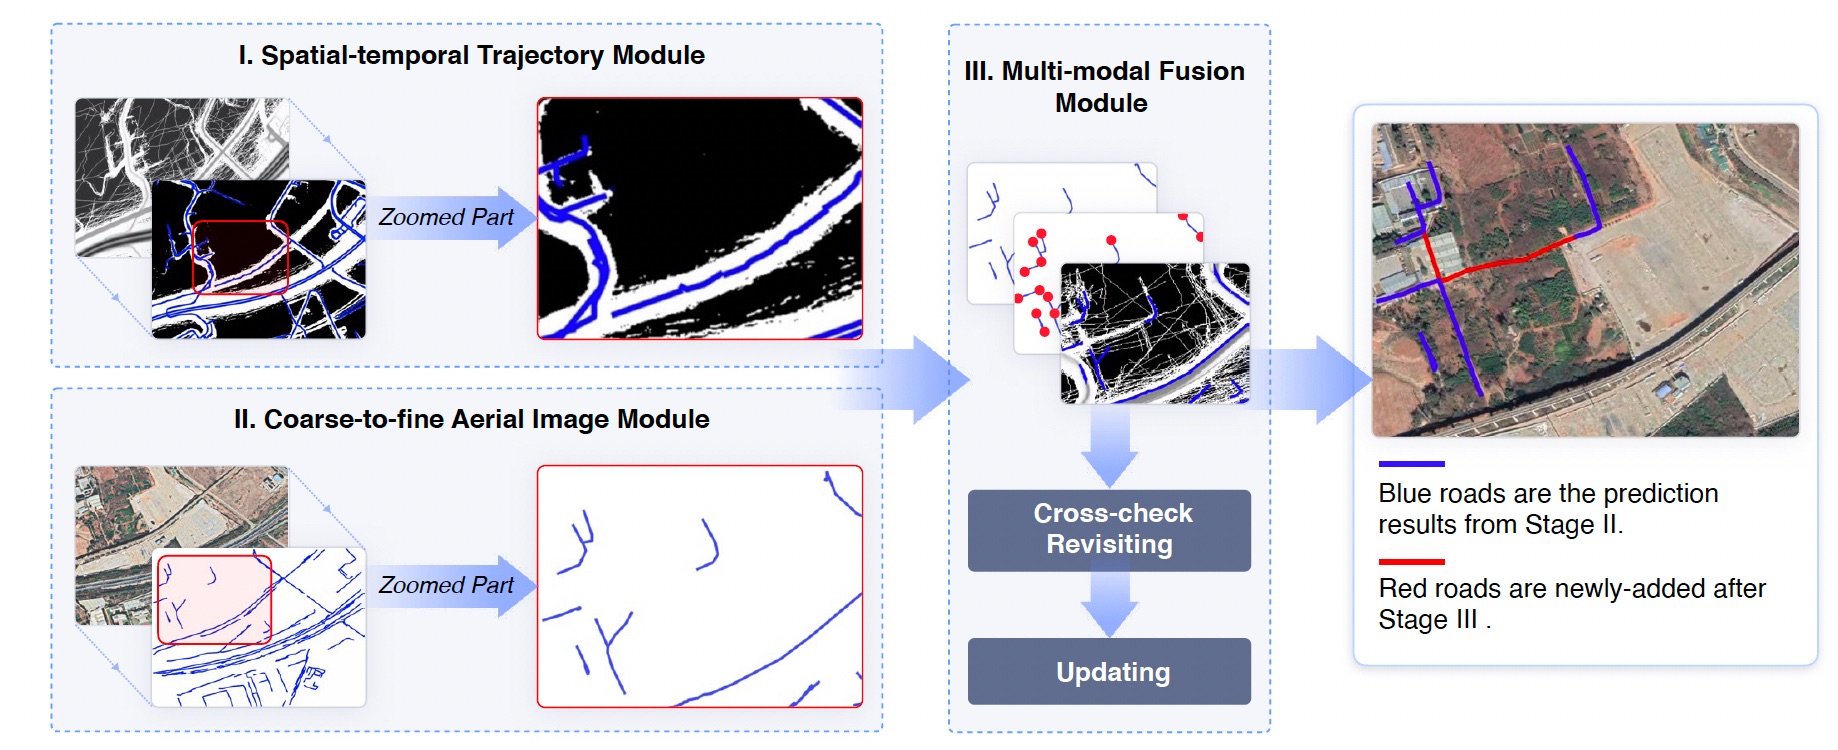 I. Spatial-temporal Trajectory Module
Zoomed Part
II. Coarse-to-fine Aerial Image Module
Zoomed Part
III. Multi-modal Fusion
Module
Cross-check
Revisiting
Updating
Blue roads are the prediction
results from Stage II.
Red roads are newly-added after
Stage III .